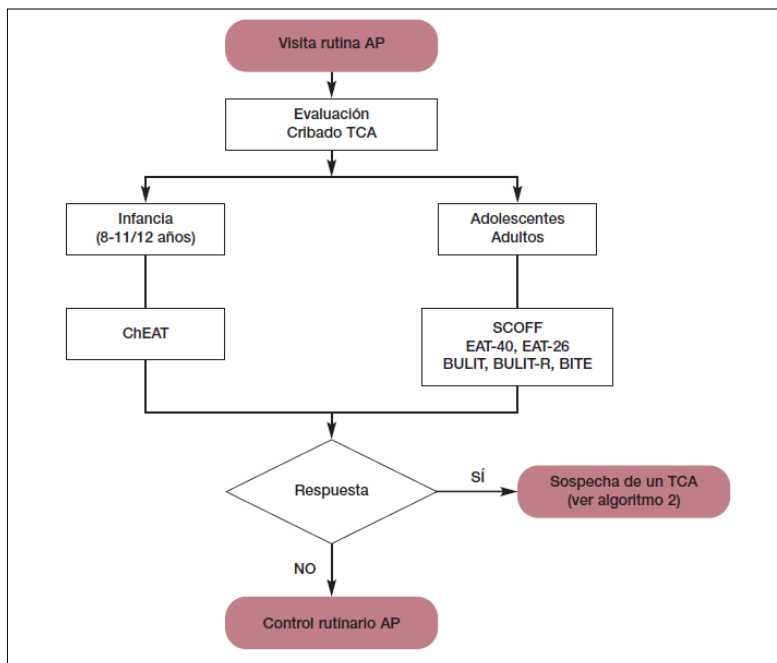 Visita rutina AP
Evaluación
Cribado TCA
Infancia
(8-11/12 años)
Adolescentes
Adultos
ChEAT
SCOFF
EAT-40, EAT-26
BULIT, BULIT-R, BITE
Respuesta
SÍ
Sospecha de un TCA
(ver algoritmo 2)
NO
Control rutinario AP